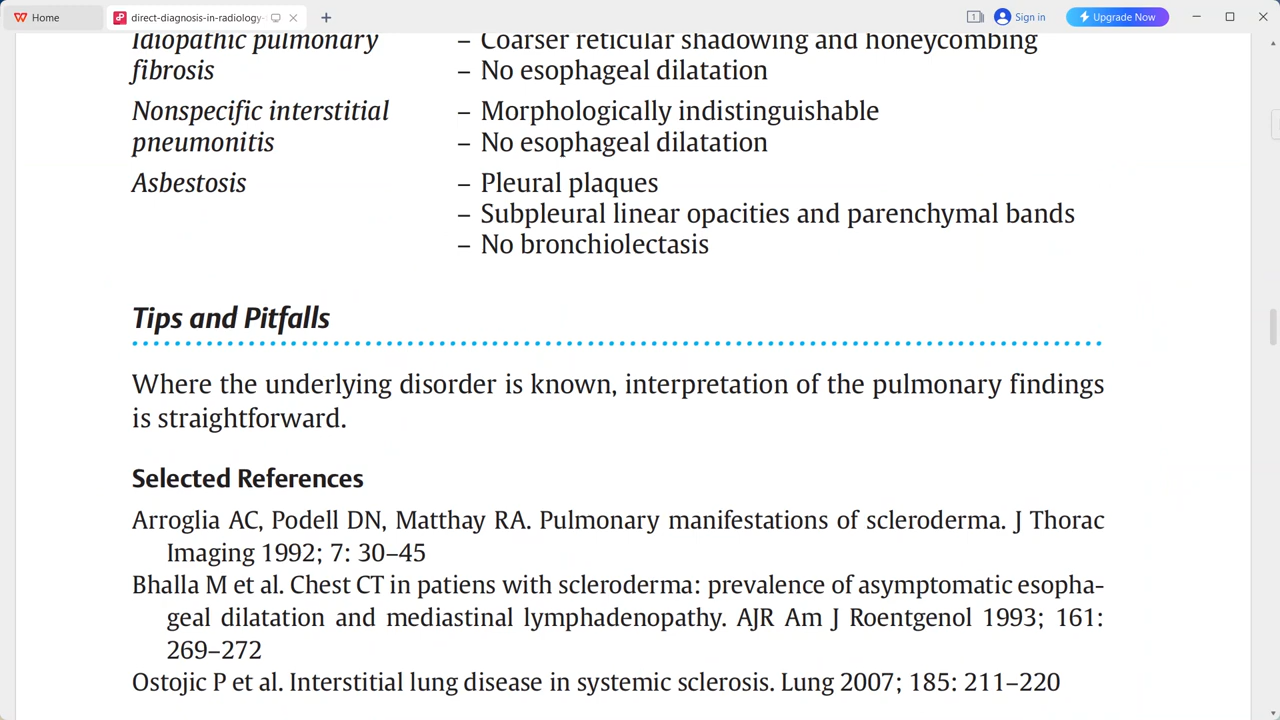 Home
direct-diagnosis-in-radiology-
1
Sign in
Upgrade Now
Idiopathic pulmonary – Coarser reticular shadowing and honeycombing
fibrosis – No esophageal dilatation
Nonspecific interstitial – Morphologically indistinguishable
pneumonitis – No esophageal dilatation
Asbestosis – Pleural plaques
– Subpleural linear opacities and parenchymal bands
– No bronchiolectasis
Tips and Pitfalls
Where the underlying disorder is known, interpretation of the pulmonary findings
is straightforward.
Selected References
Arroglia AC, Podell DN, Matthay RA. Pulmonary manifestations of scleroderma. J Thorac
Imaging 1992; 7: 30–45
Bhalla M et al. Chest CT in patiens with scleroderma: prevalence of asymptomatic esopha-
geal dilatation and mediastinal lymphadenopathy. AJR Am J Roentgenol 1993; 161:
269–272
Ostojic P et al. Interstitial lung disease in systemic sclerosis. Lung 2007; 185: 211–220